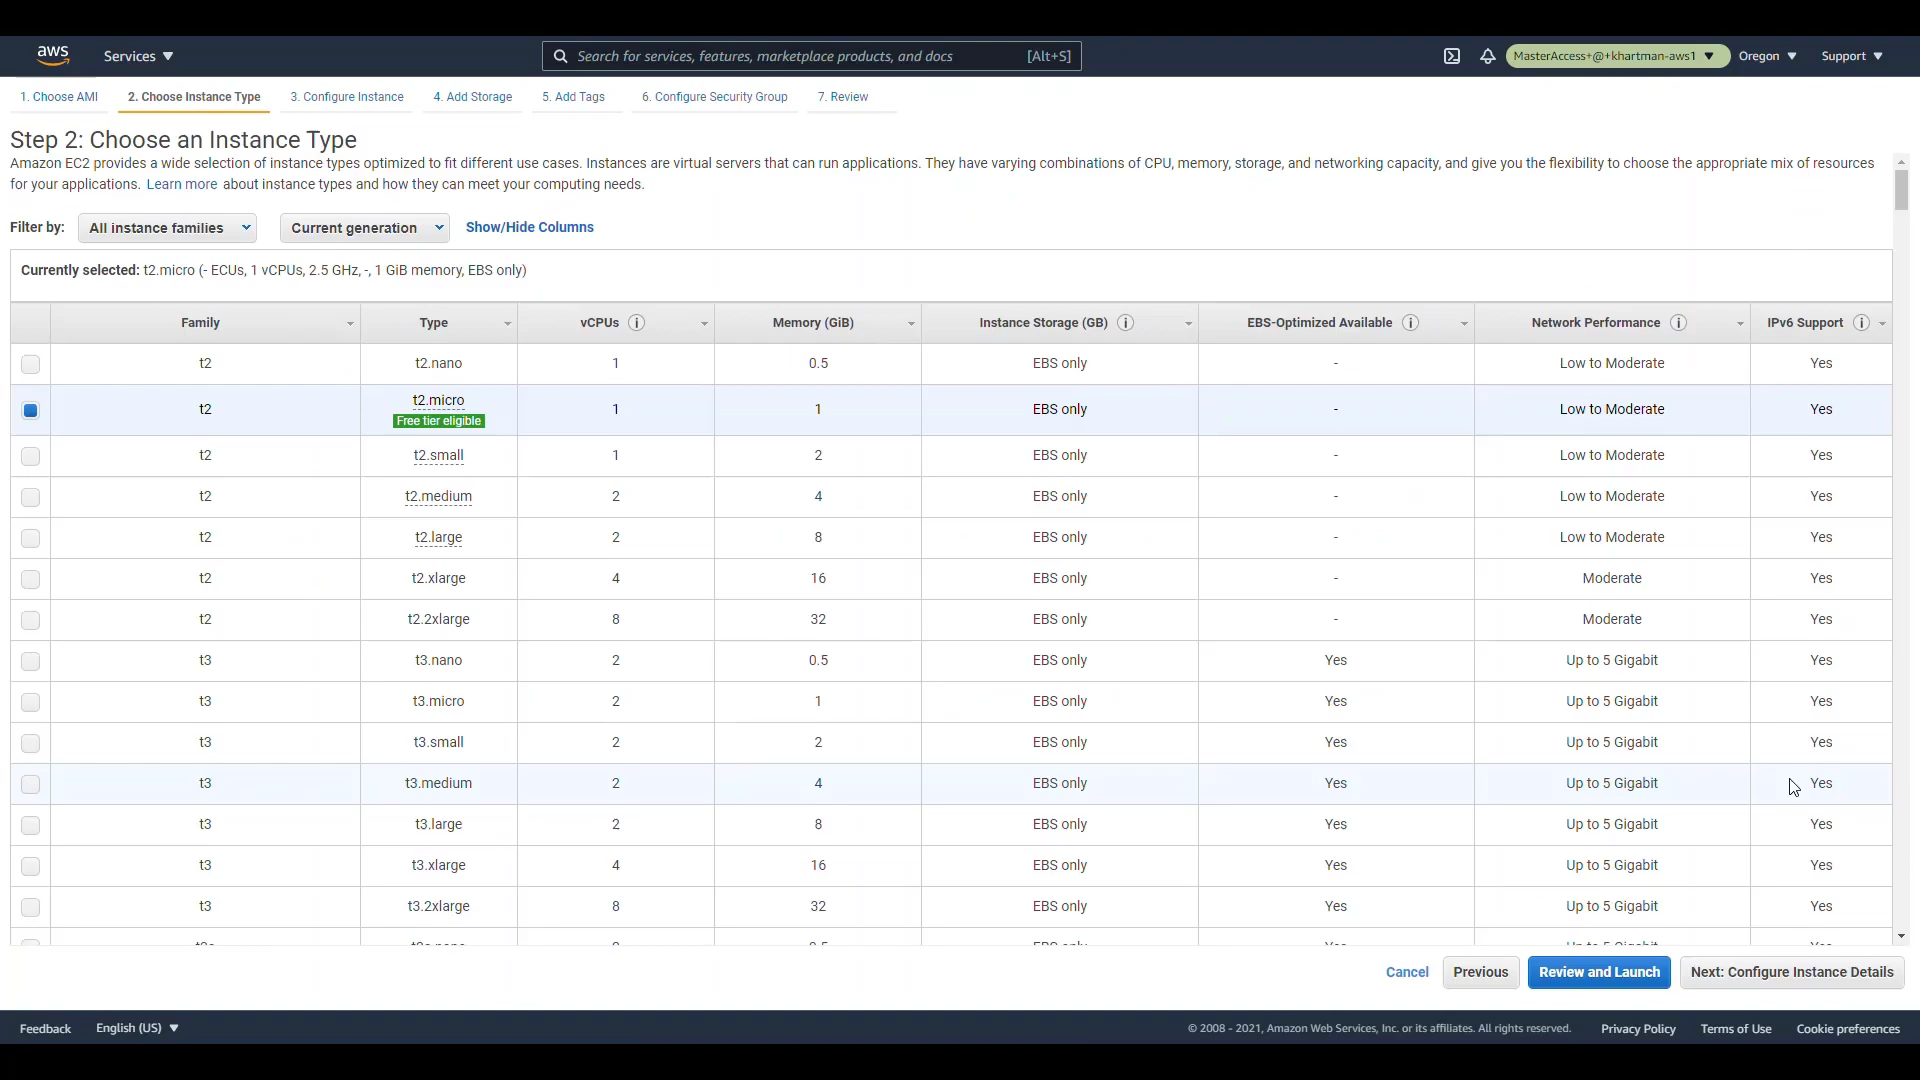 aws Services Search for services, features, marketplace products, and docs [Alt+S] MasterAccess+@+khartman-aws1 Oregon Support
1. Choose AMI 2. Choose Instance Type 3. Configure Instance 4. Add Storage 5. Add Tags 6. Configure Security Group 7. Review
Step 2: Choose an Instance Type
Amazon EC2 provides a wide selection of instance types optimized to fit different use cases. Instances are virtual servers that can run applications. They have varying combinations of CPU, memory, storage, and networking capacity, and give you the flexibility to choose the appropriate mix of resources
for your applications. Learn more about instance types and how they can meet your computing needs.
Filter by: All instance families Current generation Show/Hide Columns
Currently selected: t2.micro (- ECUs, 1 vCPUs, 2.5 GHz, -, 1 GiB memory, EBS only)
Family Type vCPUs Memory (GiB) Instance Storage (GB) EBS-Optimized Available Network Performance IPv6 Support
t2 t2.nano 1 0.5 EBS only - Low to Moderate Yes
t2 t2.micro 1 1 EBS only - Low to Moderate Yes
Free tier eligible
t2 t2.small 1 2 EBS only - Low to Moderate Yes
t2 t2.medium 2 4 EBS only - Low to Moderate Yes
t2 t2.large 2 8 EBS only - Low to Moderate Yes
t2 t2.xlarge 4 16 EBS only - Moderate Yes
t2 t2.2xlarge 8 32 EBS only - Moderate Yes
t3 t3.nano 2 0.5 EBS only Yes Up to 5 Gigabit Yes
t3 t3.micro 2 1 EBS only Yes Up to 5 Gigabit Yes
t3 t3.small 2 2 EBS only Yes Up to 5 Gigabit Yes
t3 t3.medium 2 4 EBS only Yes Up to 5 Gigabit Yes
t3 t3.large 2 8 EBS only Yes Up to 5 Gigabit Yes
t3 t3.xlarge 4 16 EBS only Yes Up to 5 Gigabit Yes
t3 t3.2xlarge 8 32 EBS only Yes Up to 5 Gigabit Yes
Cancel Previous Review and Launch Next: Configure Instance Details
Feedback English (US) © 2008 - 2021, Amazon Web Services, Inc. or its affiliates. All rights reserved. Privacy Policy Terms of Use Cookie preferences